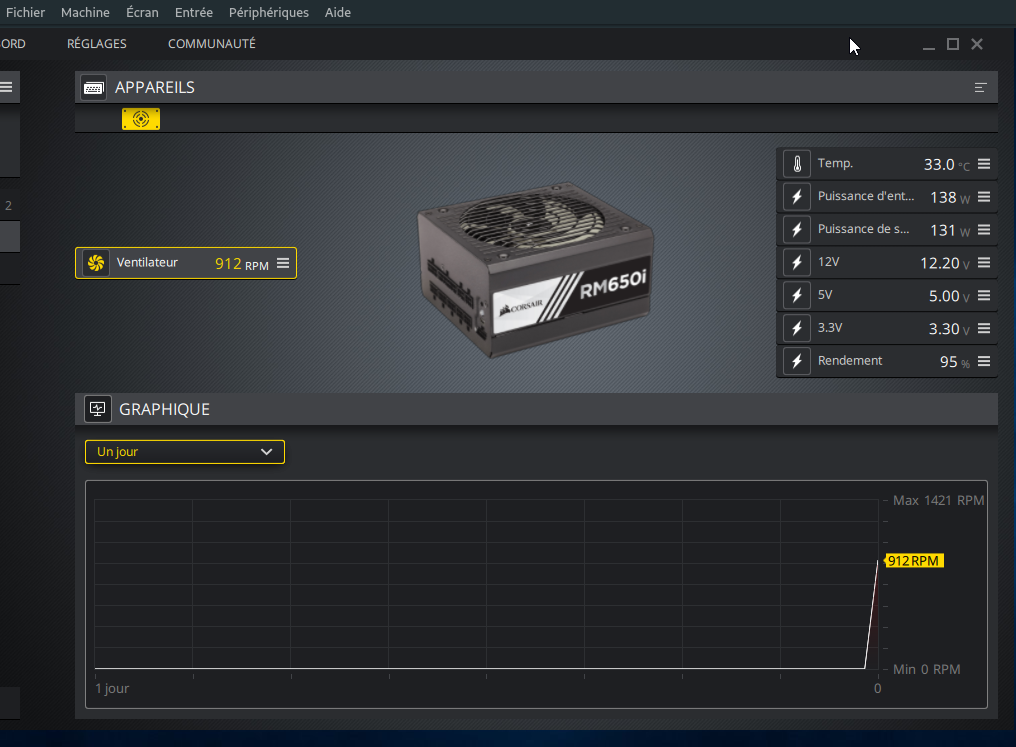 Fichier Machine Écran Entrée Périphériques Aide
ORD RÉGLAGES COMMUNAUTÉ
APPAREILS
2
Ventilateur 912 RPM
CORSAIR RM650i
Temp. 33.0 °C
Puissance d'ent... 138 W
Puissance de s... 131 W
12V 12.20 V
5V 5.00 V
3.3V 3.30 V
Rendement 95 %
GRAPHIQUE
Un jour
Max 1421 RPM
912 RPM
Min 0 RPM
1 jour 0